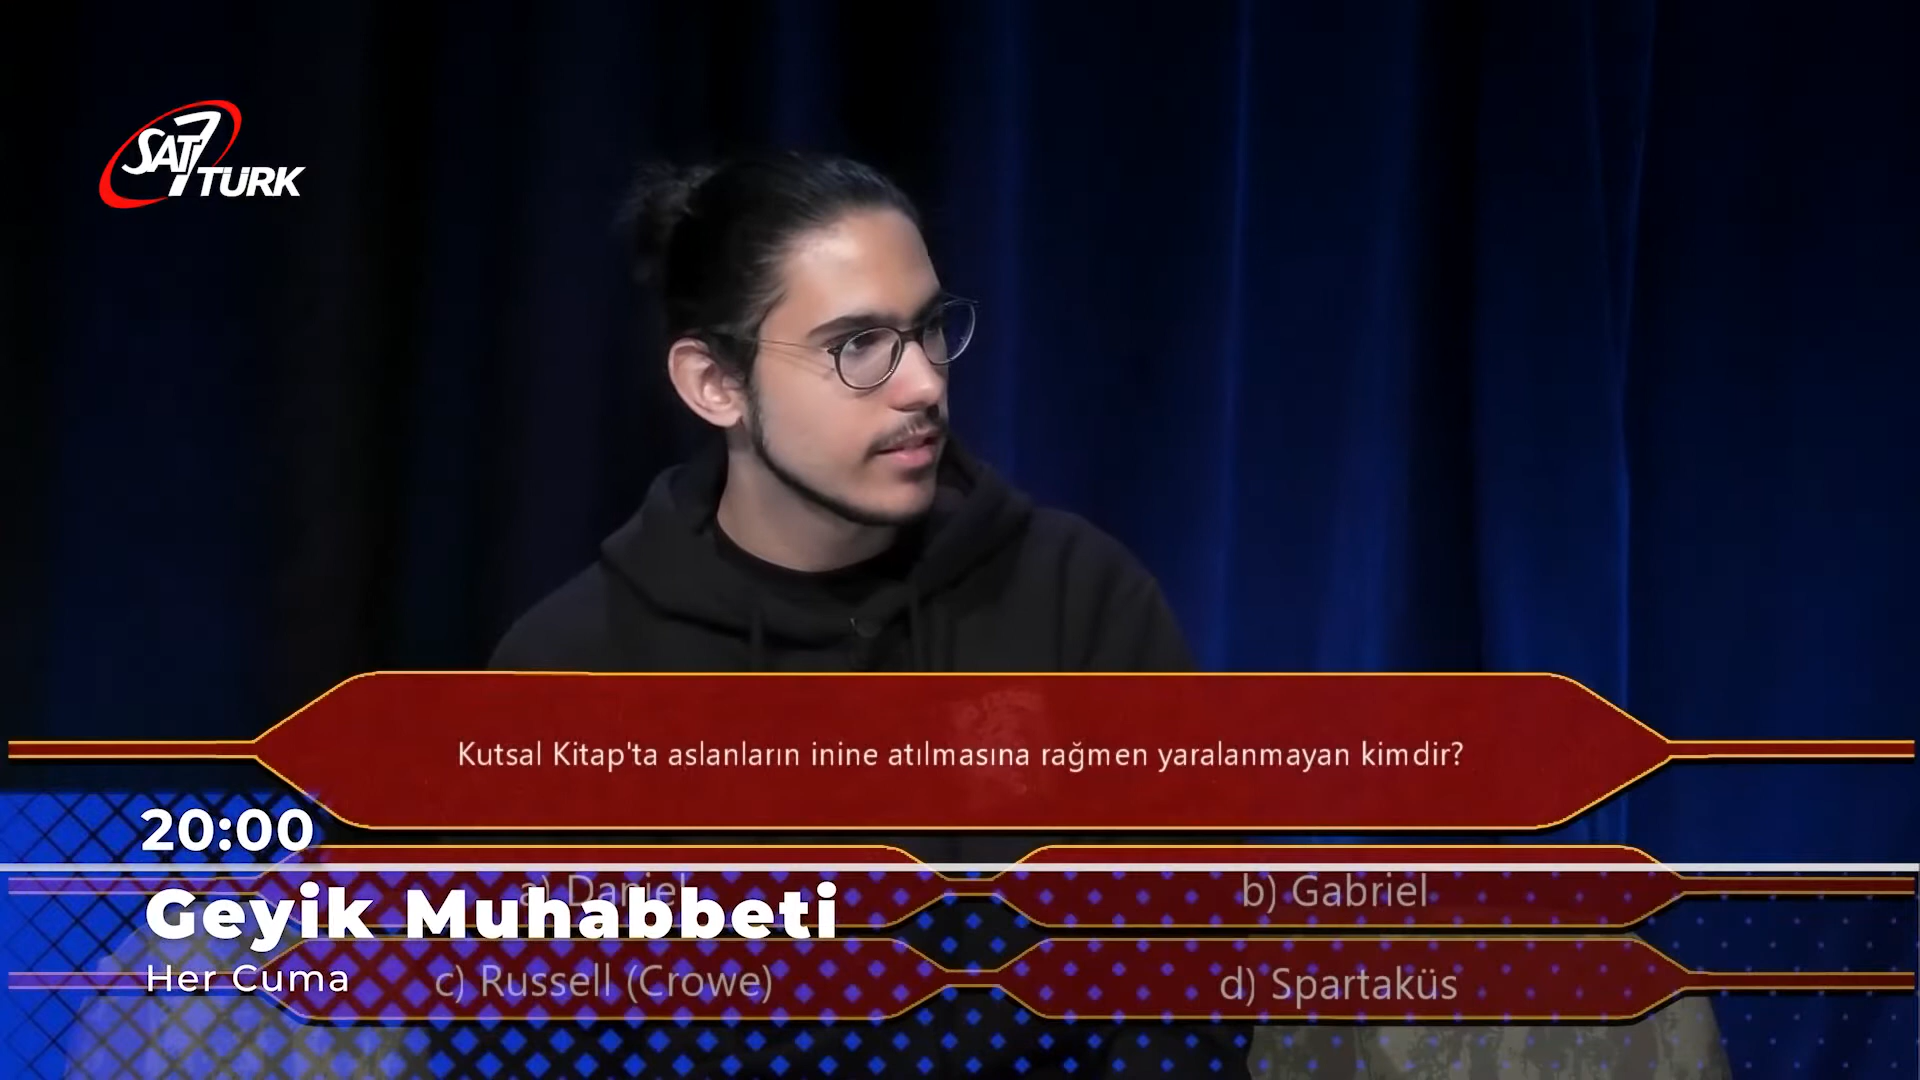 SAT7 TÜRK
Kutsal Kitap'ta aslanların inine atılmasına rağmen yaralanmayan kimdir?
20:00
a) Daniel
b) Gabriel
Geyik Muhabbeti
Her Cuma
c) Russell (Crowe)
d) Spartaküs